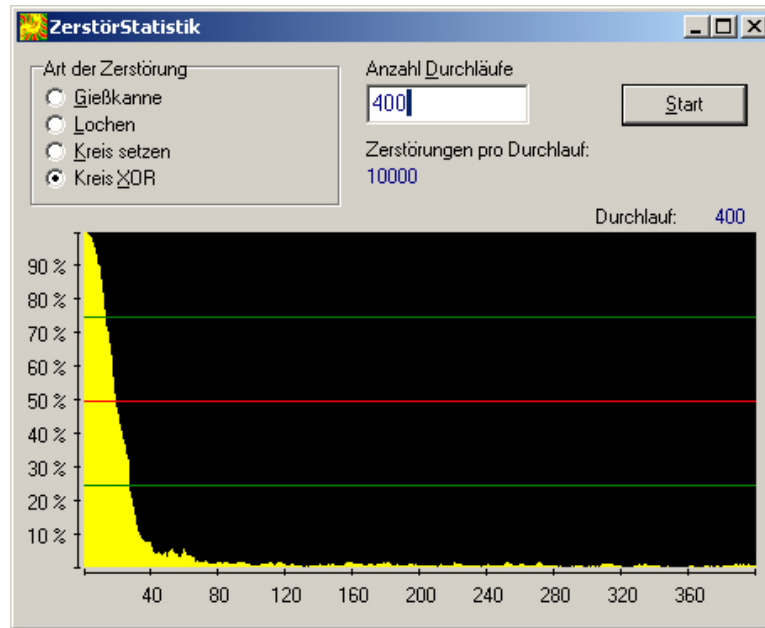 ZerstörStatistik
Art der Zerstörung
Gießkanne
Lochen
Kreis setzen
Kreis XOR
Anzahl Durchläufe
400
Start
Zerstörungen pro Durchlauf:
10000
Durchlauf: 400
90 %
80 %
70 %
60 %
50 %
40 %
30 %
20 %
10 %
40 80 120 160 200 240 280 320 360